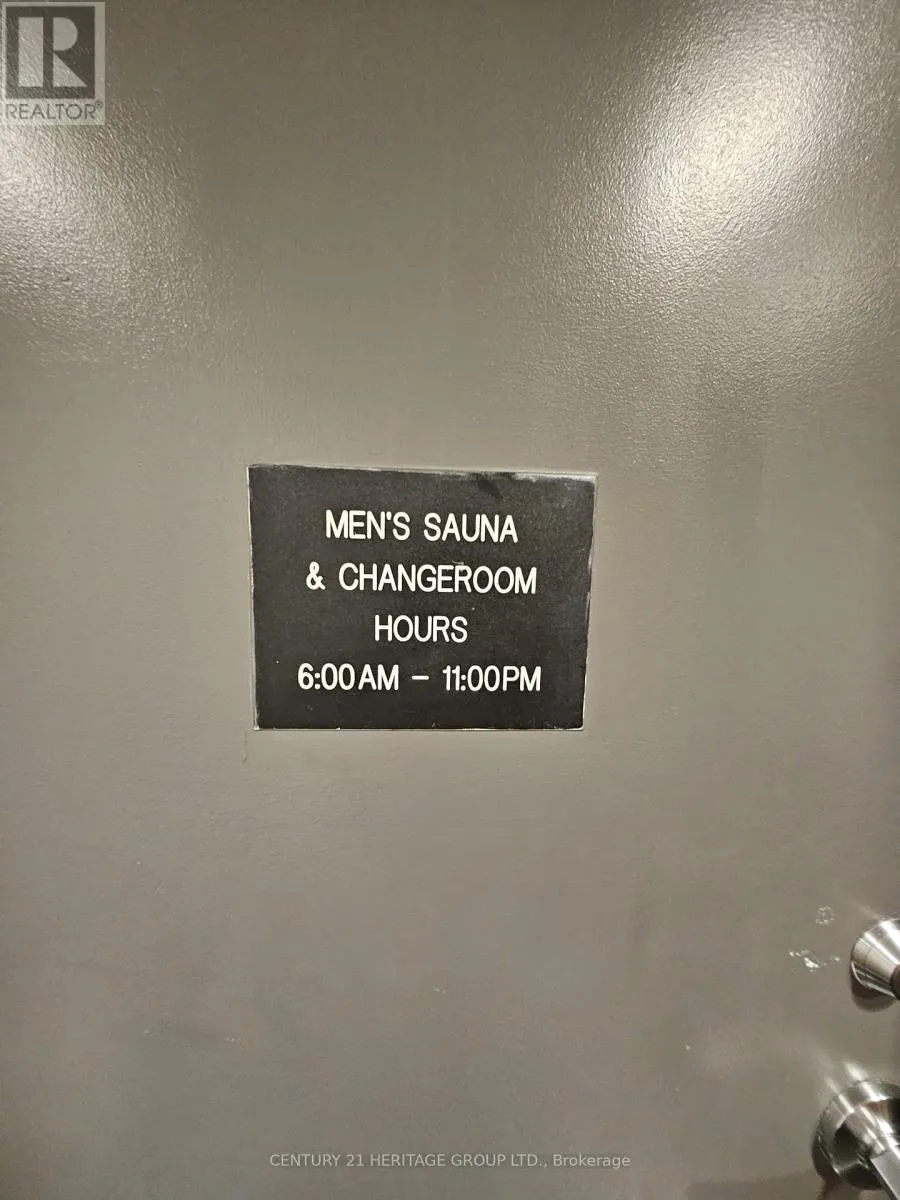 REALTOR®
MEN'S SAUNA
& CHANGEROOM
HOURS
6:00AM – 11:00PM
CENTURY 21 HERITAGE GROUP LTD., Brokerage